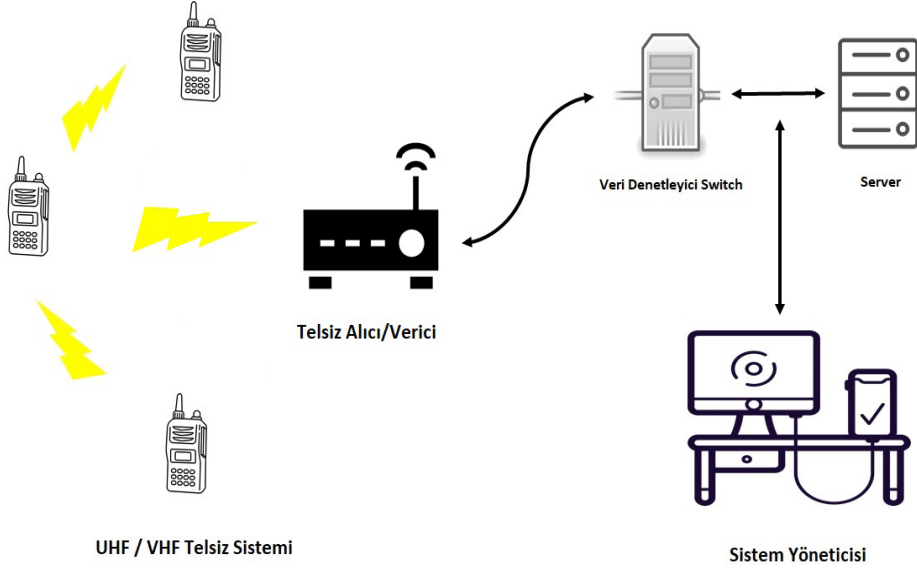 Veri Denetleyici Switch
Server
Telsiz Alıcı/Verici
UHF / VHF Telsiz Sistemi
Sistem Yöneticisi